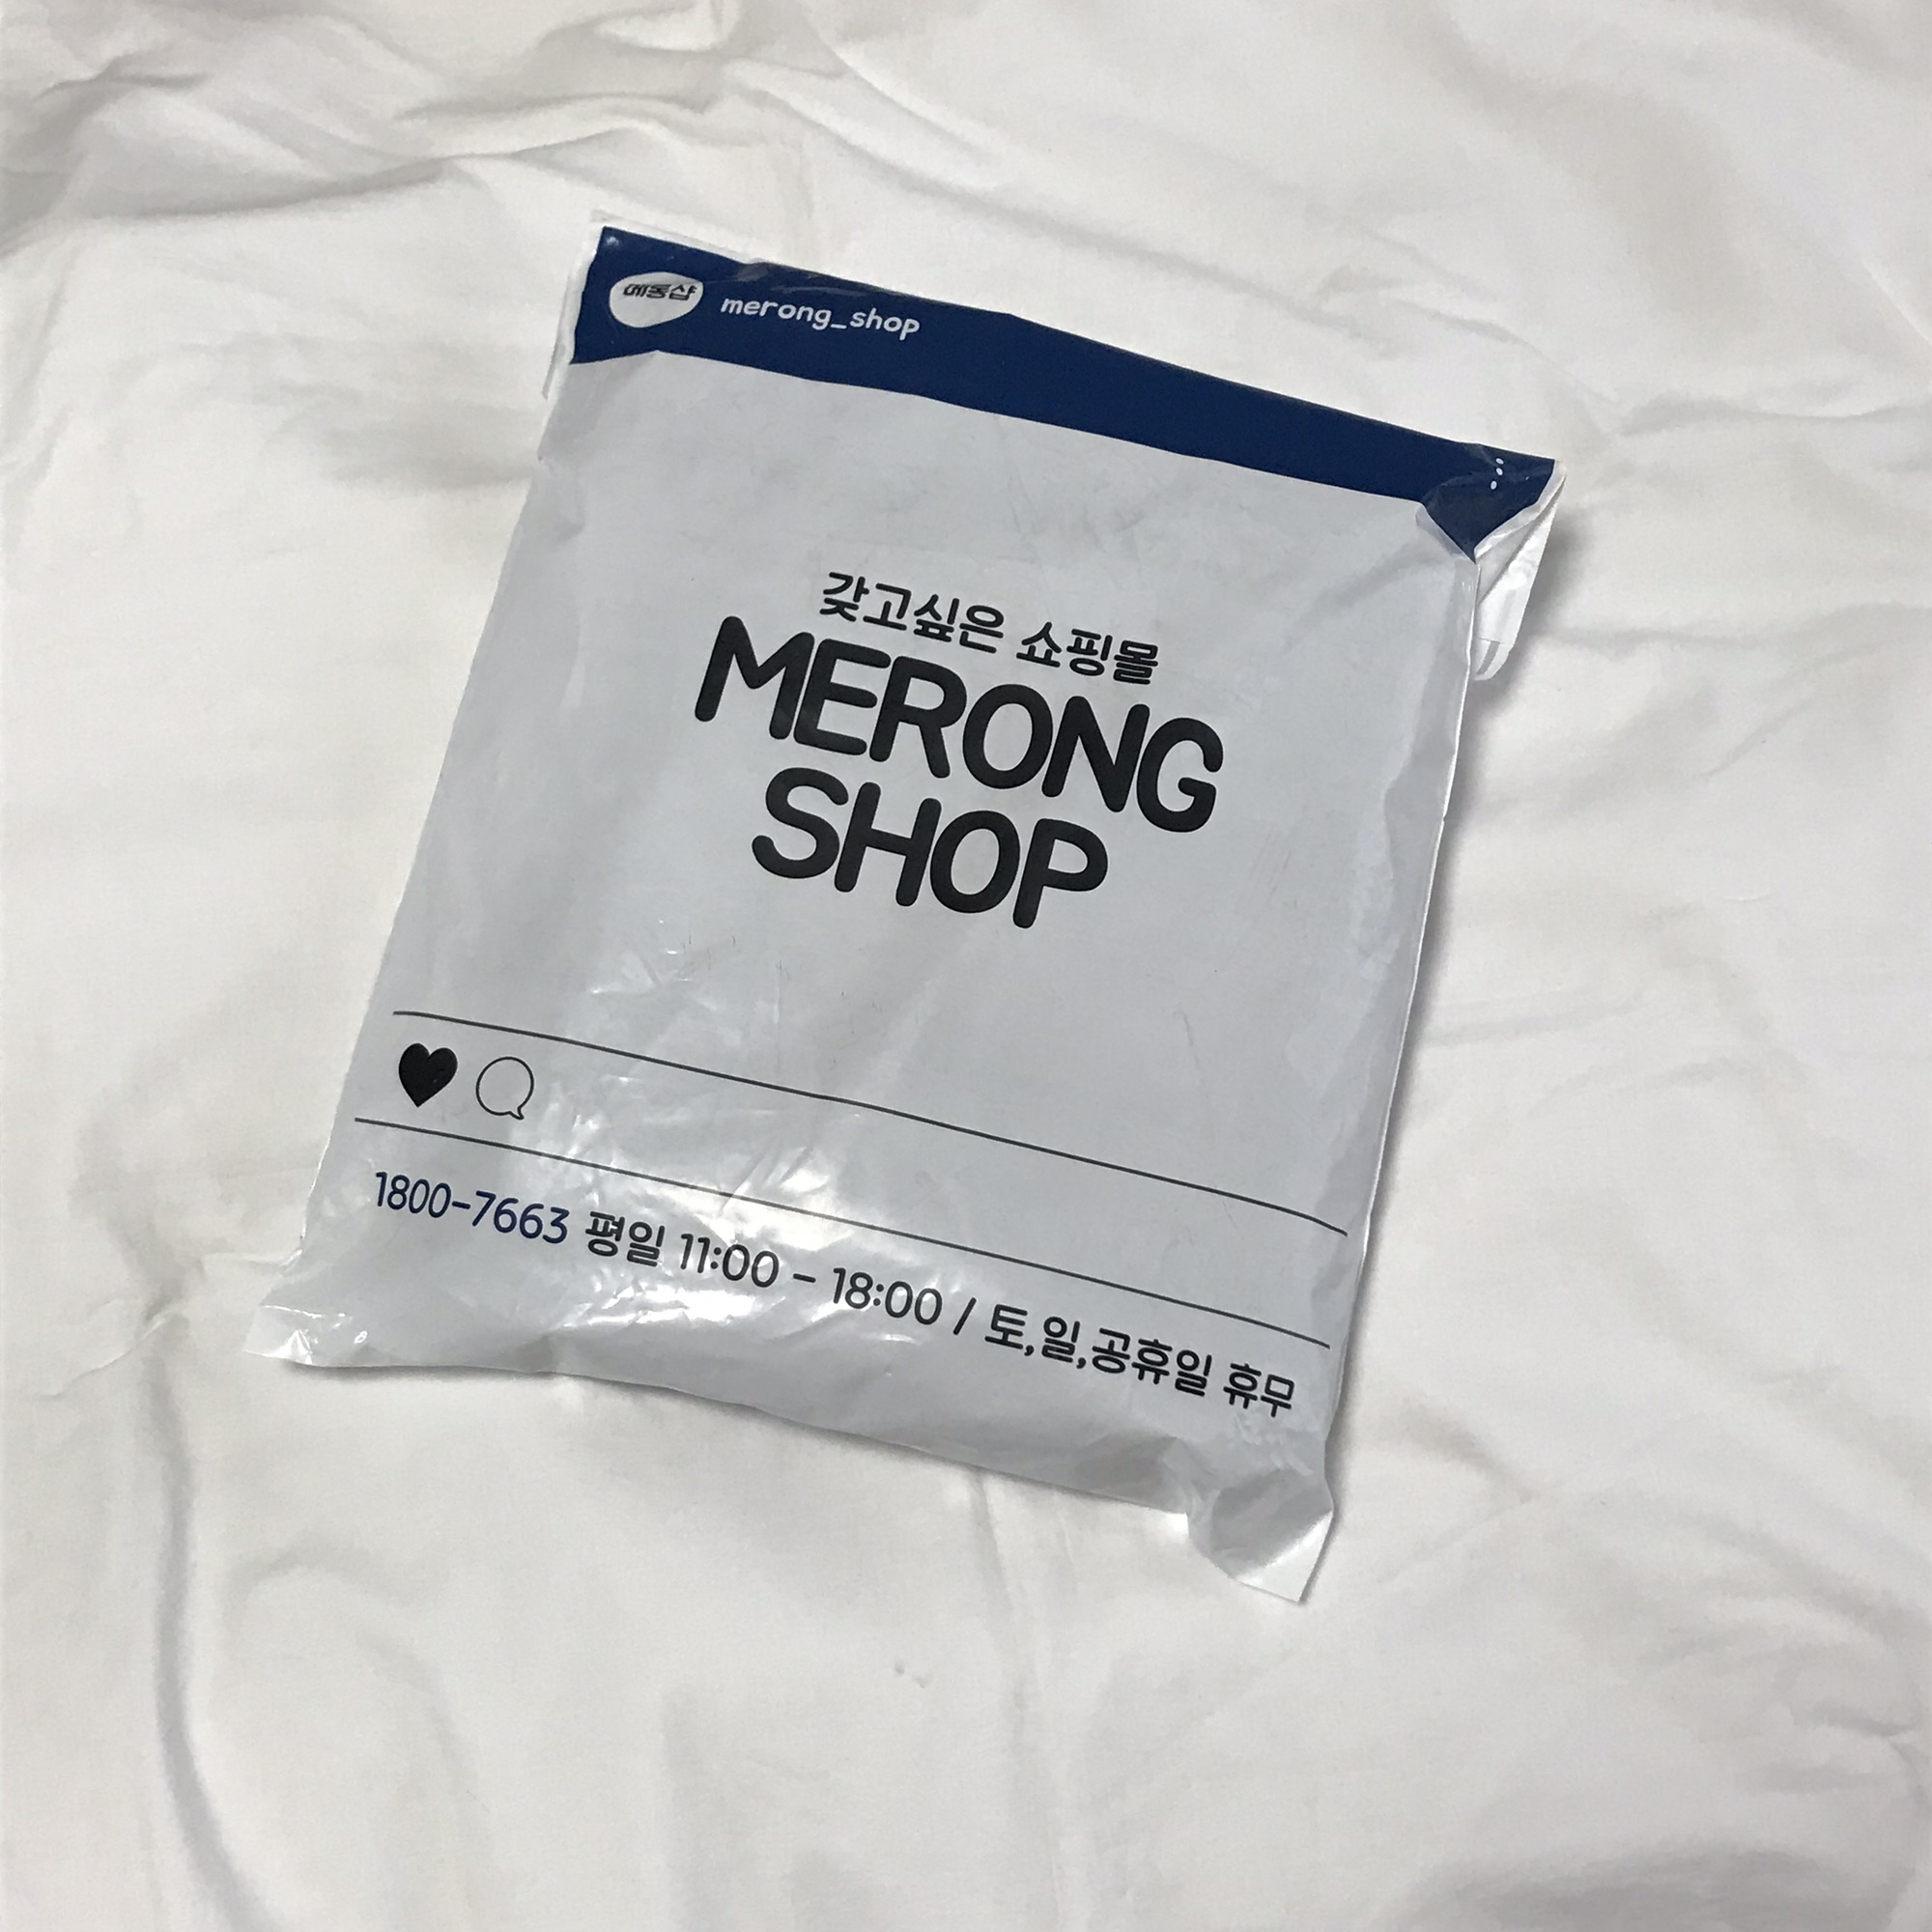 메롱샵
merong_shop
갖고싶은 쇼핑몰
MERONG
SHOP
1800-7663 평일 11:00 - 18:00 / 토,일,공휴일 휴무